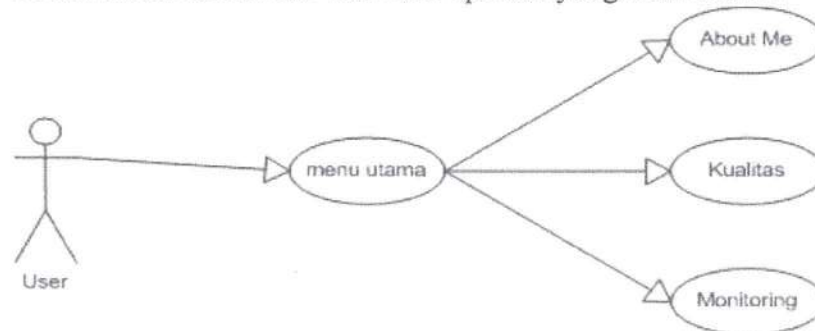 About Me
menu utama
Kualitas
User
Monitoring